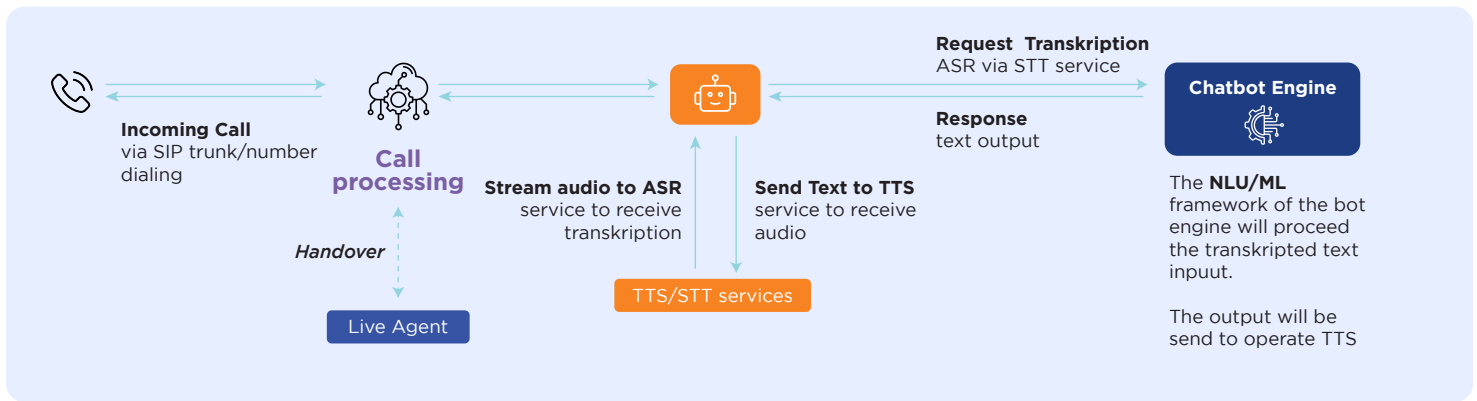 Incoming Call
via SIP trunk/number
dialing
Call
processing
Handover
Live Agent
Stream audio to ASR
service to receive
transkription
Send Text to TTS
service to receive
audio
TTS/STT services
Request Transkription
ASR via STT service
Response
text output
Chatbot Engine
The NLU/ML
framework of the bot
engine will proceed
the transkripted text
inpuut.
The output will be
send to operate TTS